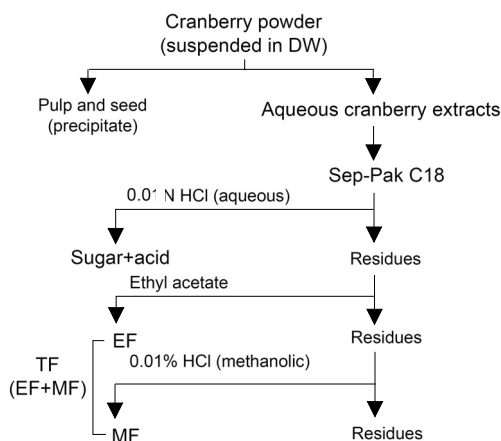 Cranberry powder
(suspended in DW)
Pulp and seed
(precipitate)
Aqueous cranberry extracts
Sep-Pak C18
0.01N HCl (aqueous)
Sugar+acid
Residues
Ethyl acetate
EF
Residues
TF
(EF+MF)
0.01% HCl (methanolic)
MF
Residues